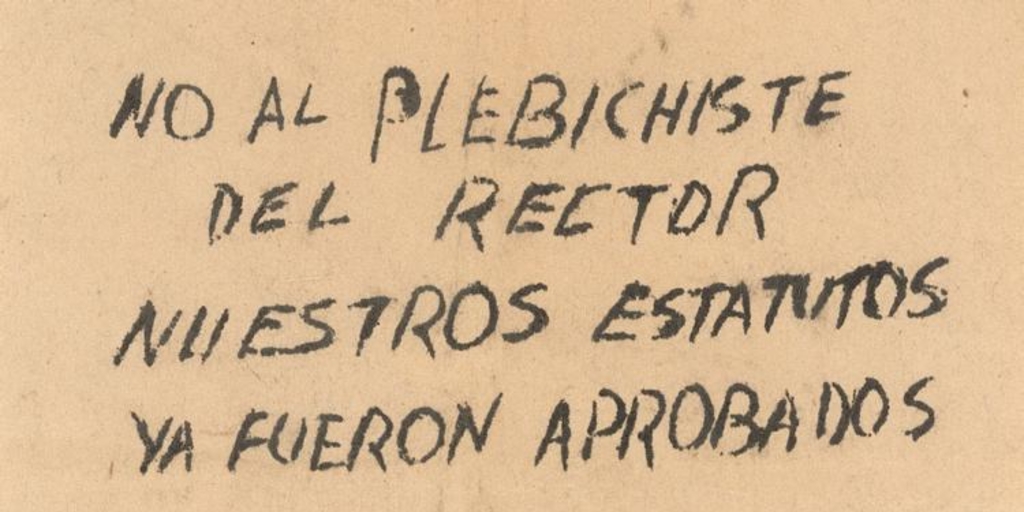 NO AL PLEBICHISTE
DEL RECTOR
NUESTROS ESTATUTOS
YA FUERON APROBADOS